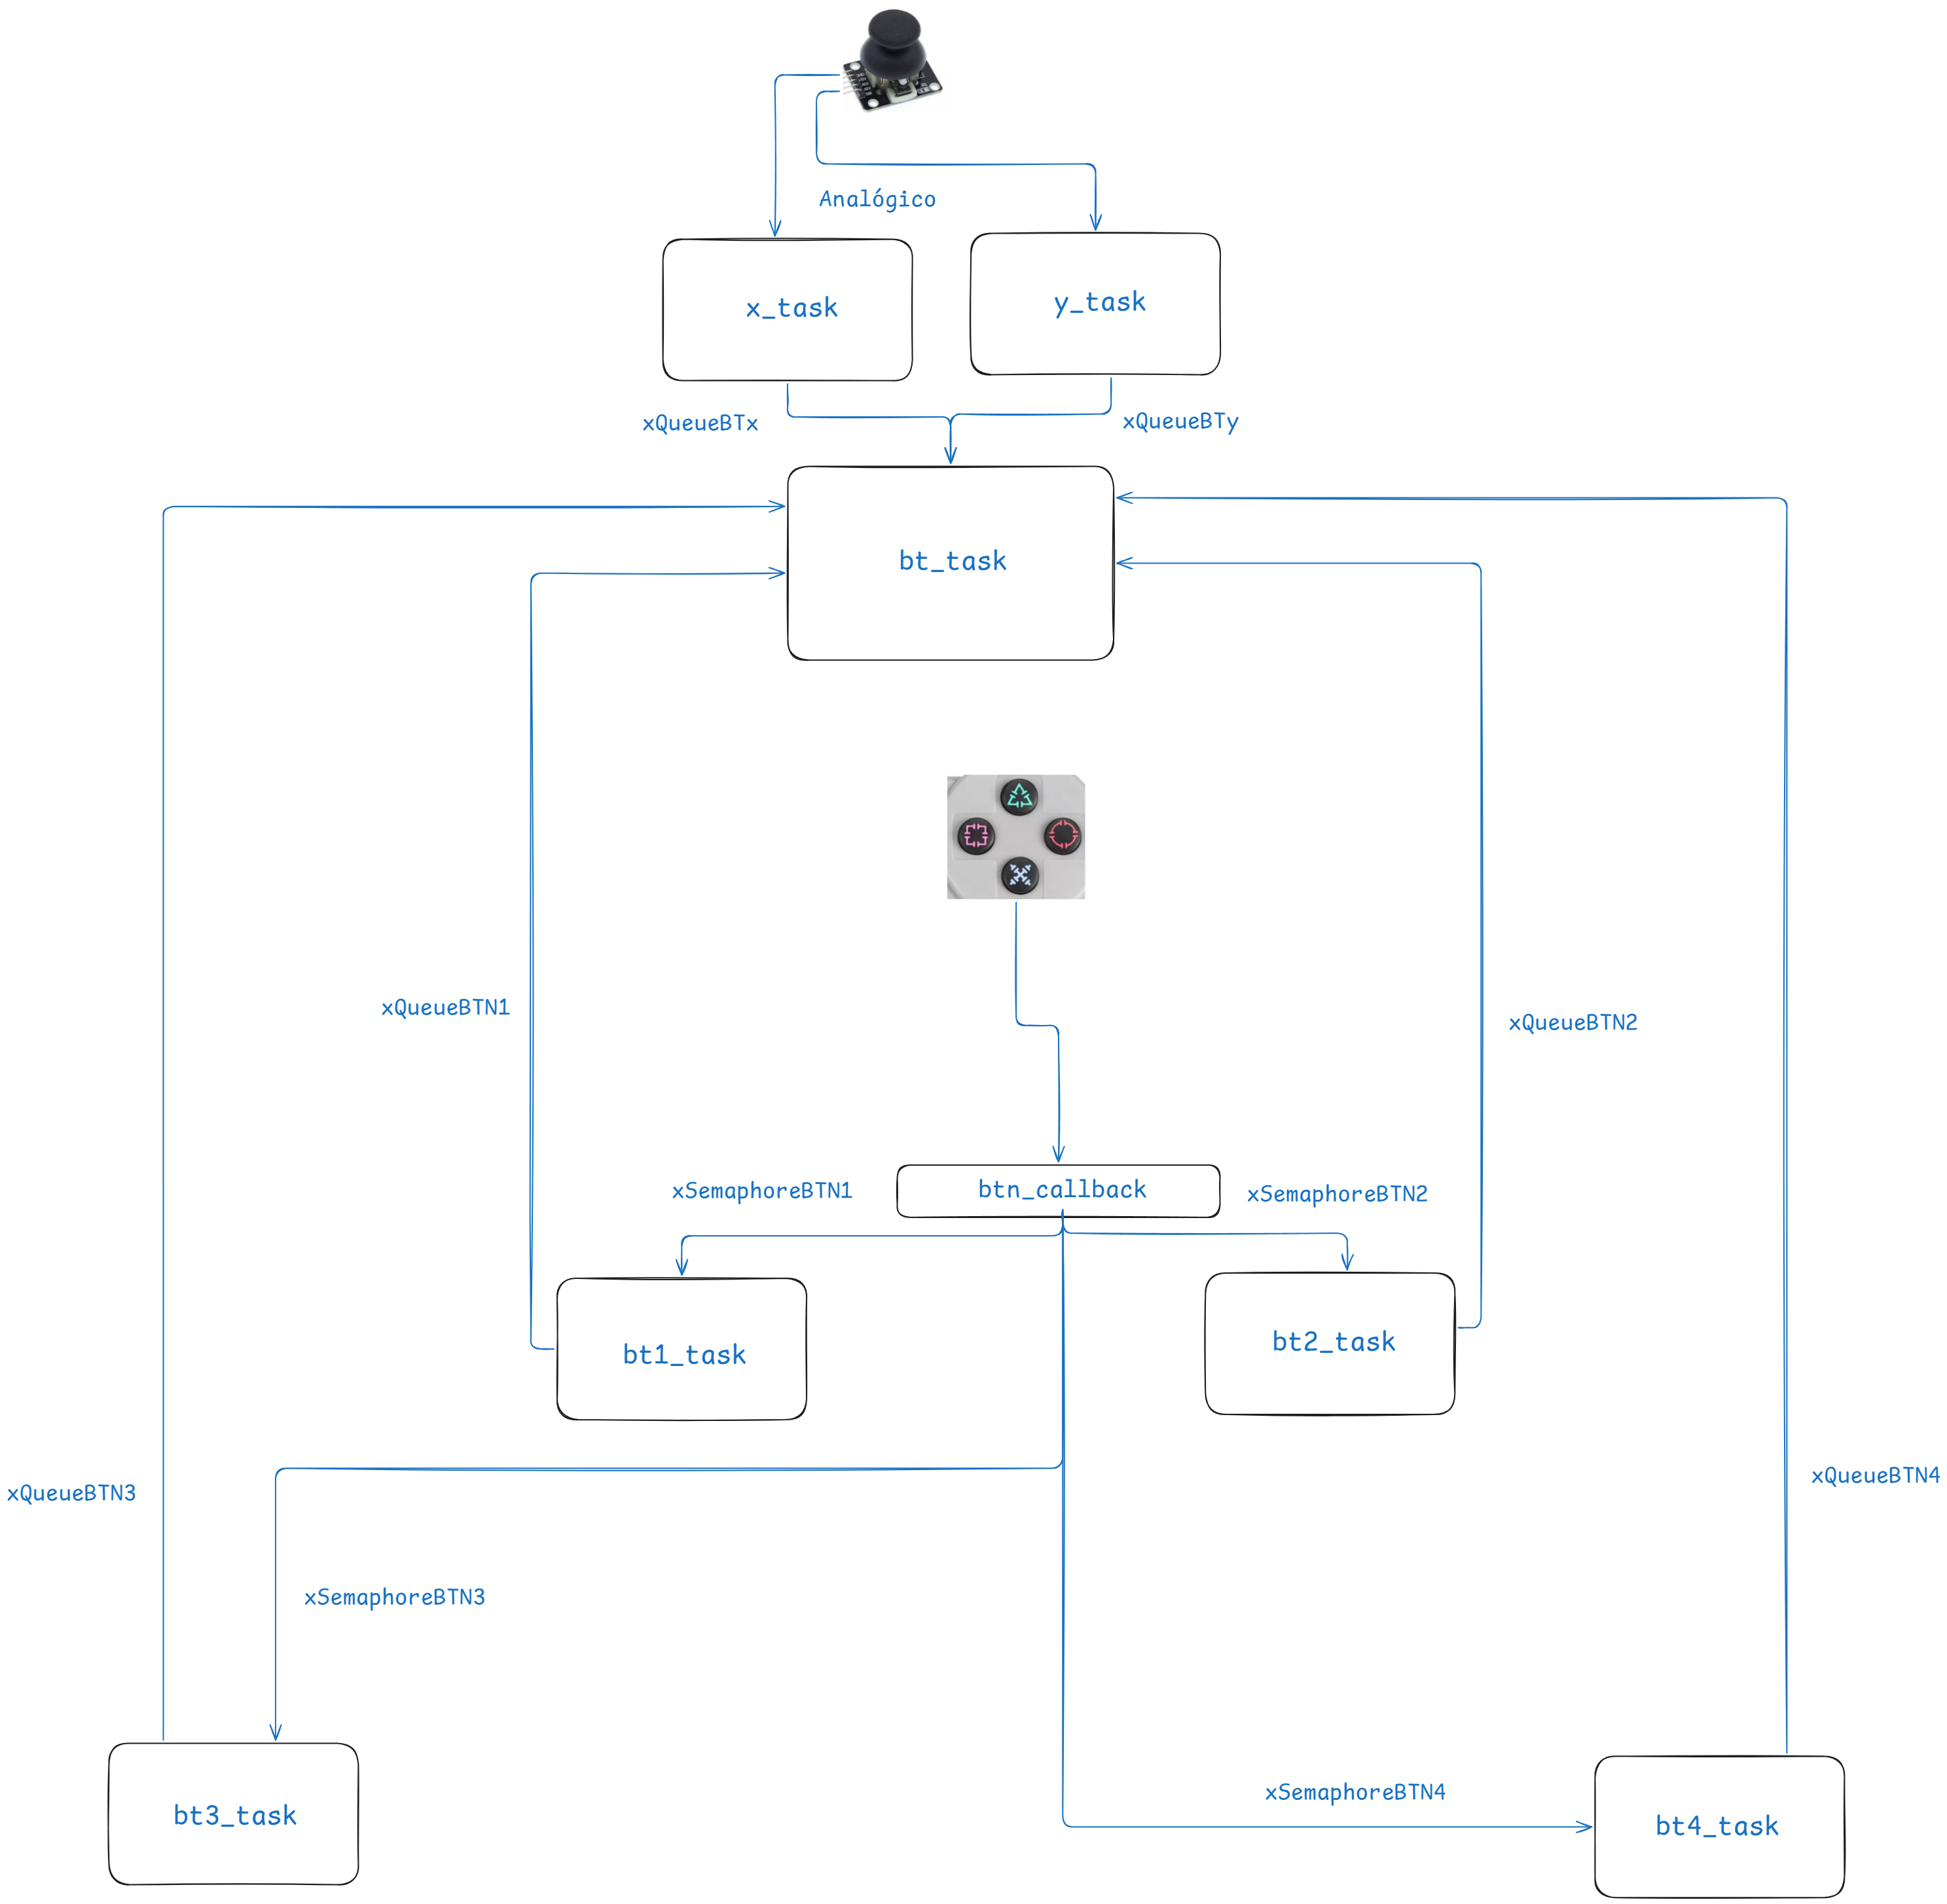 Analógico
x_task
y_task
xQueueBTx
xQueueBTy
bt_task
xQueueBTN1
xQueueBTN2
xSemaphoreBTN1
btn_callback
xSemaphoreBTN2
bt1_task
bt2_task
xQueueBTN3
xQueueBTN4
xSemaphoreBTN3
xSemaphoreBTN4
bt3_task
bt4_task